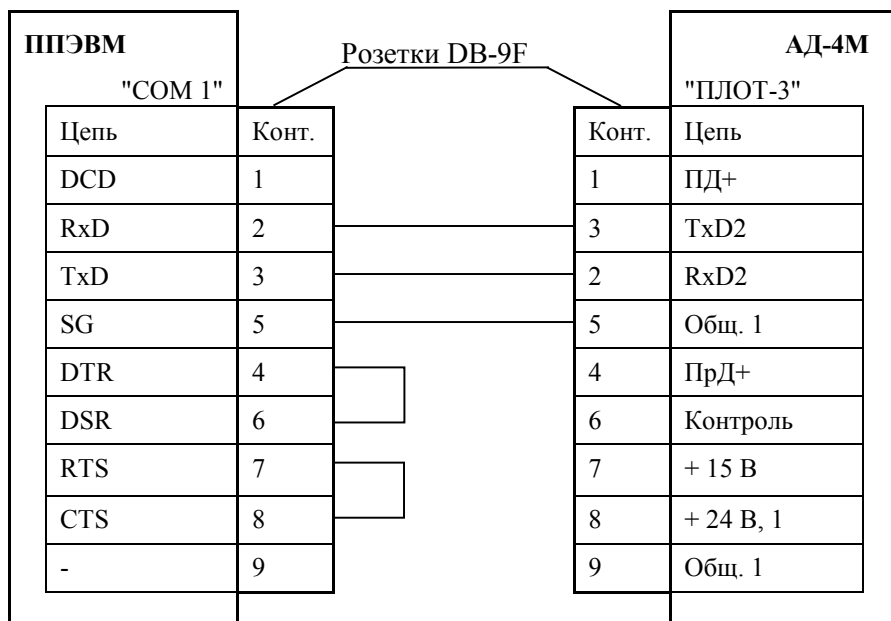 ППЭВМ Розетки DB-9F АД-4М
"COM 1" "ПЛОТ-3"
Цепь Конт. Конт. Цепь
DCD 1 1 ПД+
RxD 2 3 TxD2
TxD 3 2 RxD2
SG 5 5 Общ. 1
DTR 4 4 ПрД+
DSR 6 6 Контроль
RTS 7 7 + 15 В
CTS 8 8 + 24 В, 1
- 9 9 Общ. 1